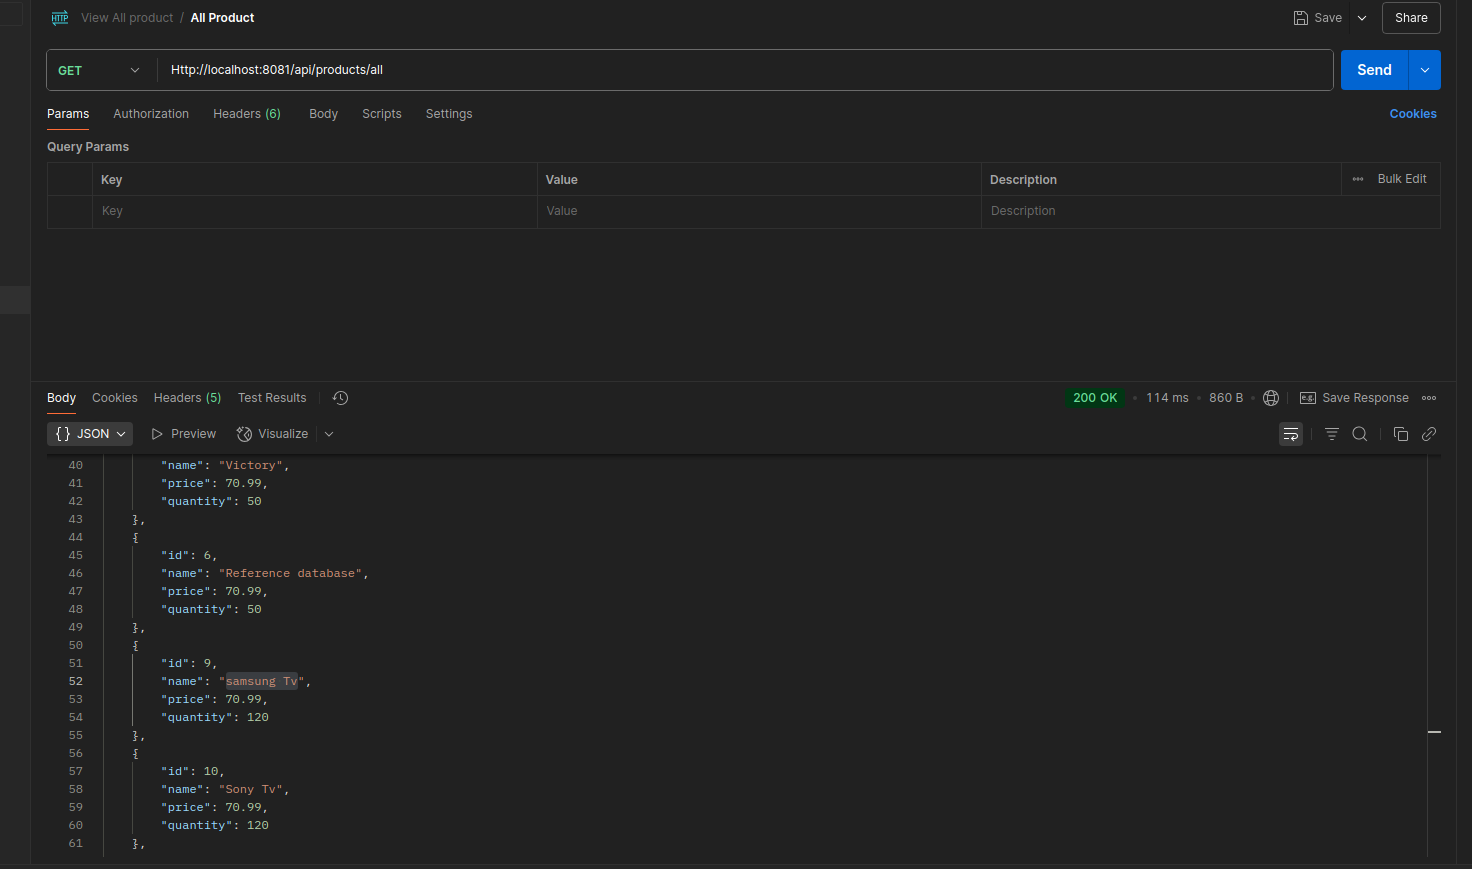 HTTP View All product / All Product Save Share
GET Http://localhost:8081/api/products/all Send
Params Authorization Headers (6) Body Scripts Settings Cookies
Query Params
Key Value Description Bulk Edit
Key Value Description
Body Cookies Headers (5) Test Results 200 OK 114 ms 860 B e.g. Save Response
{} JSON Preview Visualize
40 "name": "Victory",
41 "price": 70.99,
42 "quantity": 50
43 },
44 {
45 "id": 6,
46 "name": "Reference database",
47 "price": 70.99,
48 "quantity": 50
49 },
50 {
51 "id": 9,
52 "name": "samsung Tv",
53 "price": 70.99,
54 "quantity": 120
55 },
56 {
57 "id": 10,
58 "name": "Sony Tv",
59 "price": 70.99,
60 "quantity": 120
61 },